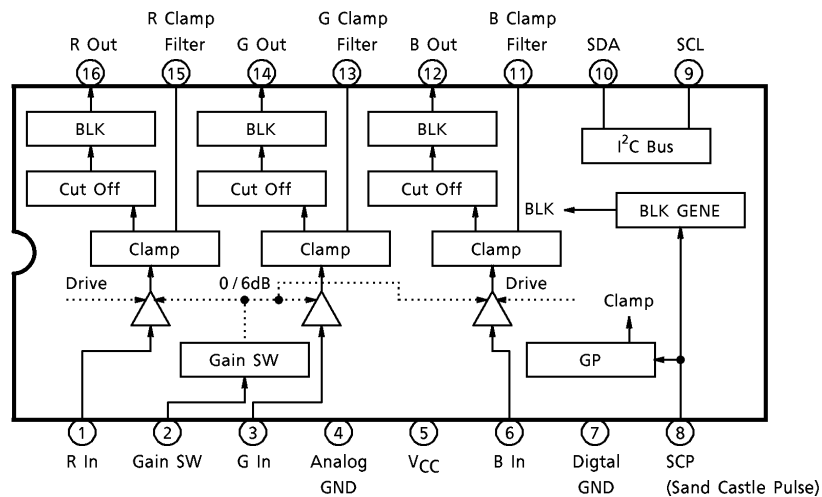 R Clamp
G Clamp
B Clamp
R Out
Filter
G Out
Filter
B Out
Filter
SDA
SCL
16
15
14
13
12
11
10
9
BLK
BLK
BLK
I²C Bus
Cut Off
Cut Off
Cut Off
BLK
BLK GENE
Clamp
Clamp
Clamp
Drive
0/6dB
Drive
Clamp
Gain SW
GP
1
2
3
4
5
6
7
8
R In
Gain SW
G In
Analog
GND
VCC
B In
Digtal
GND
SCP
(Sand Castle Pulse)